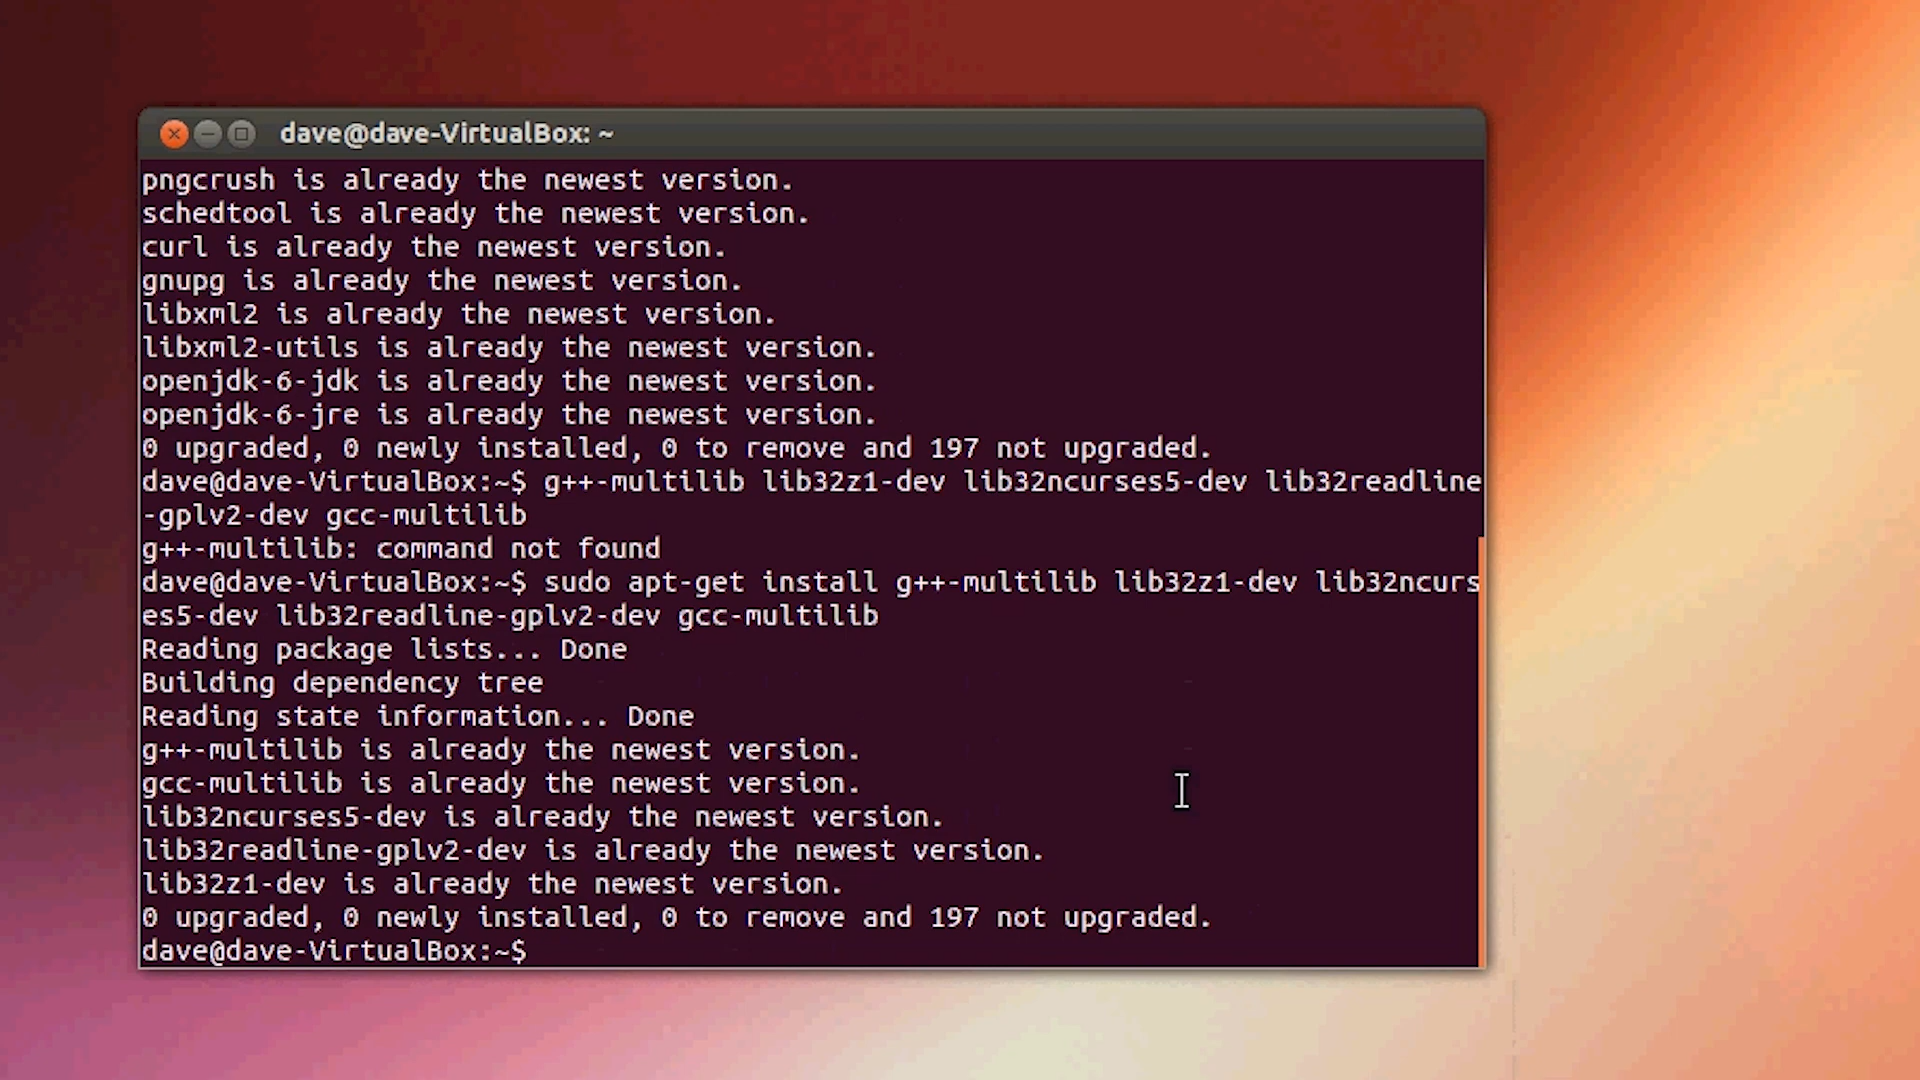 dave@dave-VirtualBox: ~
pngcrush is already the newest version.
schedtool is already the newest version.
curl is already the newest version.
gnupg is already the newest version.
libxml2 is already the newest version.
libxml2-utils is already the newest version.
openjdk-6-jdk is already the newest version.
openjdk-6-jre is already the newest version.
0 upgraded, 0 newly installed, 0 to remove and 197 not upgraded.
dave@dave-VirtualBox:~$ g++-multilib lib32z1-dev lib32ncurses5-dev lib32readline
-gplv2-dev gcc-multilib
g++-multilib: command not found
dave@dave-VirtualBox:~$ sudo apt-get install g++-multilib lib32z1-dev lib32ncurs
es5-dev lib32readline-gplv2-dev gcc-multilib
Reading package lists... Done
Building dependency tree
Reading state information... Done
g++-multilib is already the newest version.
gcc-multilib is already the newest version.
lib32ncurses5-dev is already the newest version.
lib32readline-gplv2-dev is already the newest version.
lib32z1-dev is already the newest version.
0 upgraded, 0 newly installed, 0 to remove and 197 not upgraded.
dave@dave-VirtualBox:~$